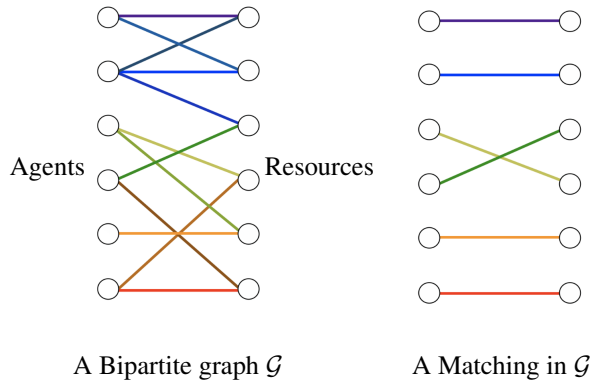 Agents
Resources
A Bipartite graph 𝒢
A Matching in 𝒢